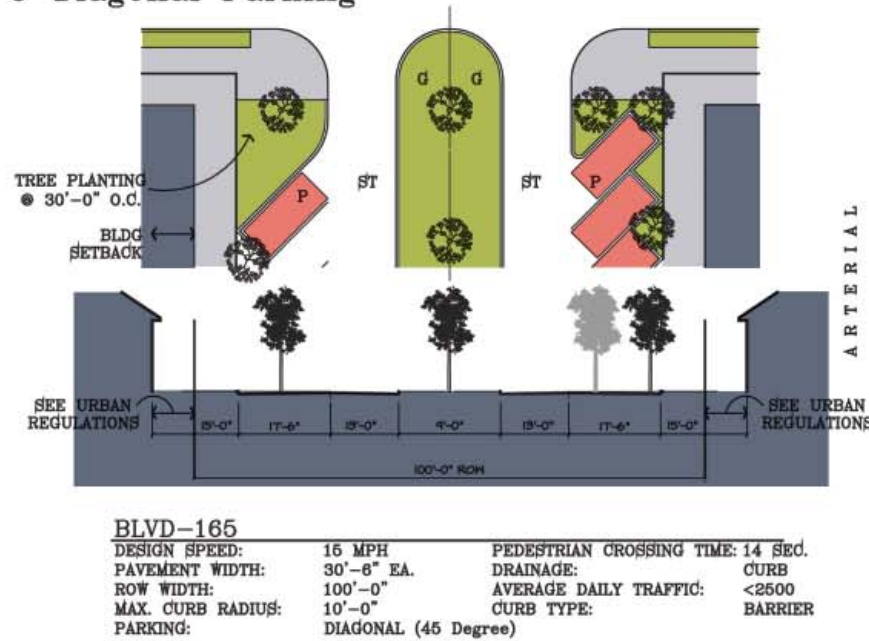 Diagonal Parking
G G
TREE PLANTING
@ 30'-0" O.C.
P
ST
ST
P
BLDG
SETBACK
ARTERIAL
SEE URBAN
REGULATIONS
SEE URBAN
REGULATIONS
15'-0" 17'-6" 13'-0" 9'-0" 13'-0" 17'-6" 15'-0"
100'-0" ROW
BLVD-165
DESIGN SPEED: 15 MPH PEDESTRIAN CROSSING TIME: 14 SEC.
PAVEMENT WIDTH: 30'-6" EA. DRAINAGE: CURB
ROW WIDTH: 100'-0" AVERAGE DAILY TRAFFIC: <2500
MAX. CURB RADIUS: 10'-0" CURB TYPE: BARRIER
PARKING: DIAGONAL (45 Degree)